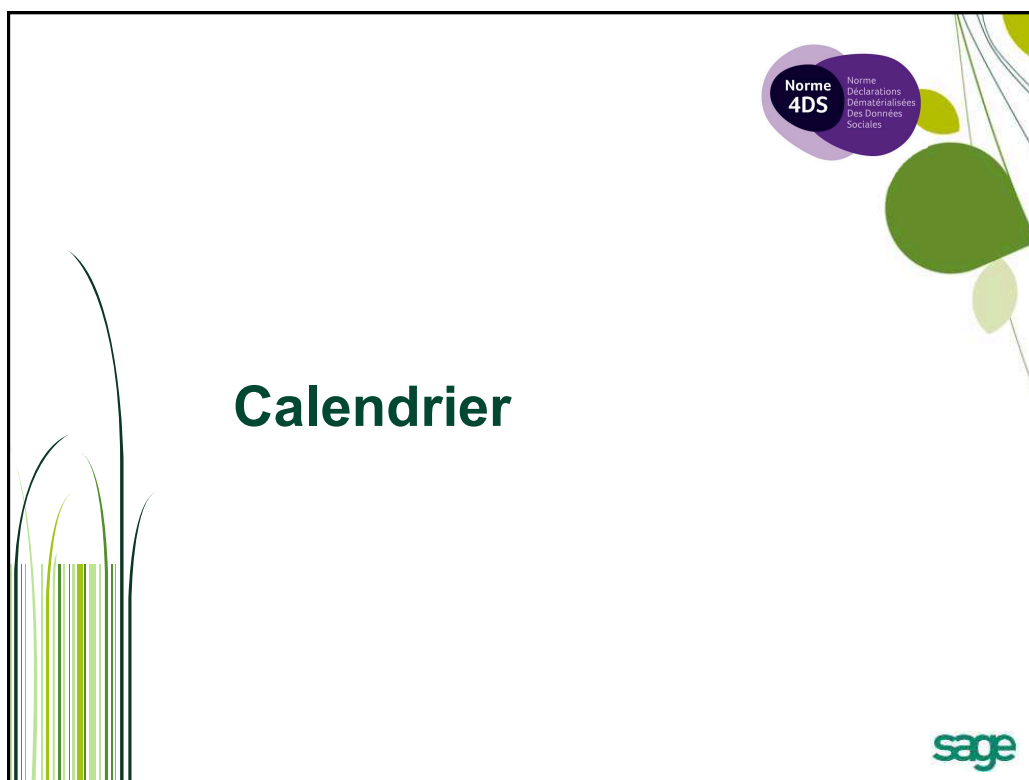 Norme
4DS
Norme
Déclarations
Dématérialisées
Des Données
Sociales
Calendrier
sage